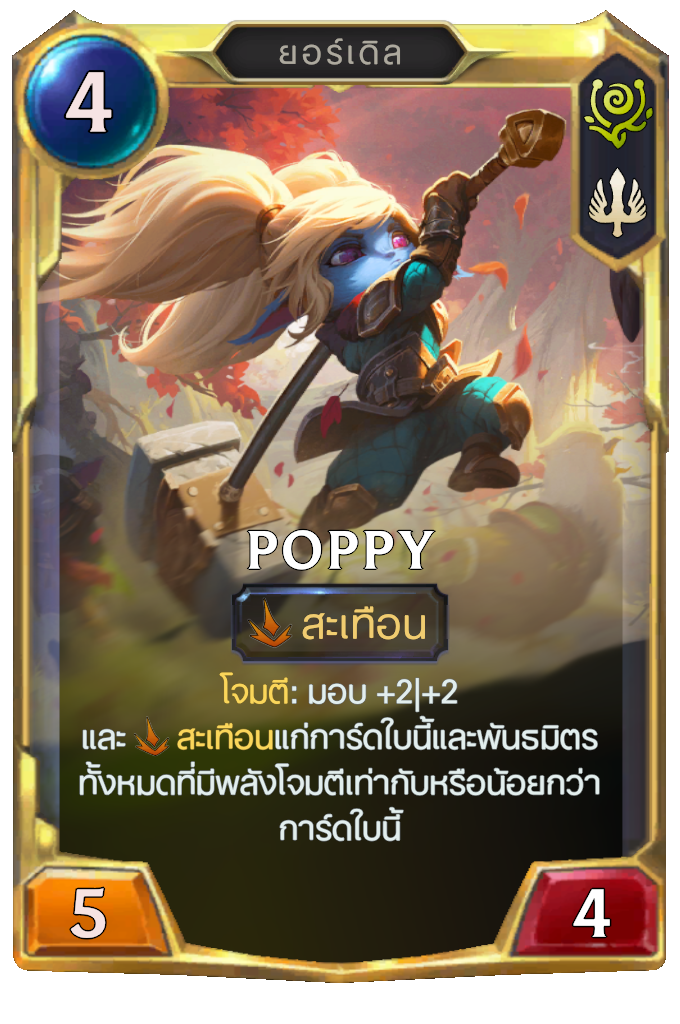 ยอร์เดิล
4
POPPY
สะเทือน
โจมตี: มอบ +2|+2
และ สะเทือนแก่การ์ดใบนี้และพันธมิตร
ทั้งหมดที่มีพลังโจมตีเท่ากับหรือน้อยกว่า
การ์ดใบนี้
5
4